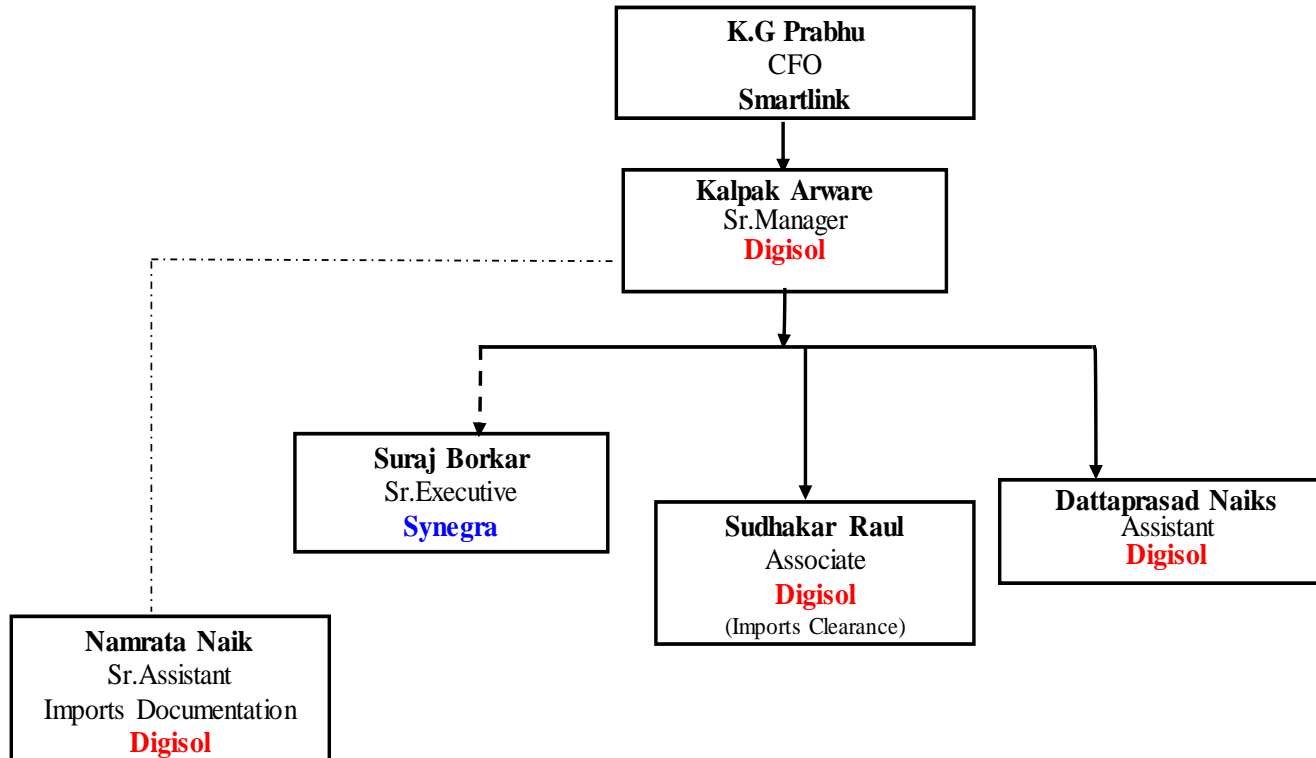 K.G Prabhu
CFO
Smartlink
Kalpak Arware
Sr.Manager
Digisol
Suraj Borkar
Sr.Executive
Synegra
Sudhakar Raul
Associate
Digisol
(Imports Clearance)
Dattaprasad Naiks
Assistant
Digisol
Namrata Naik
Sr.Assistant
Imports Documentation
Digisol